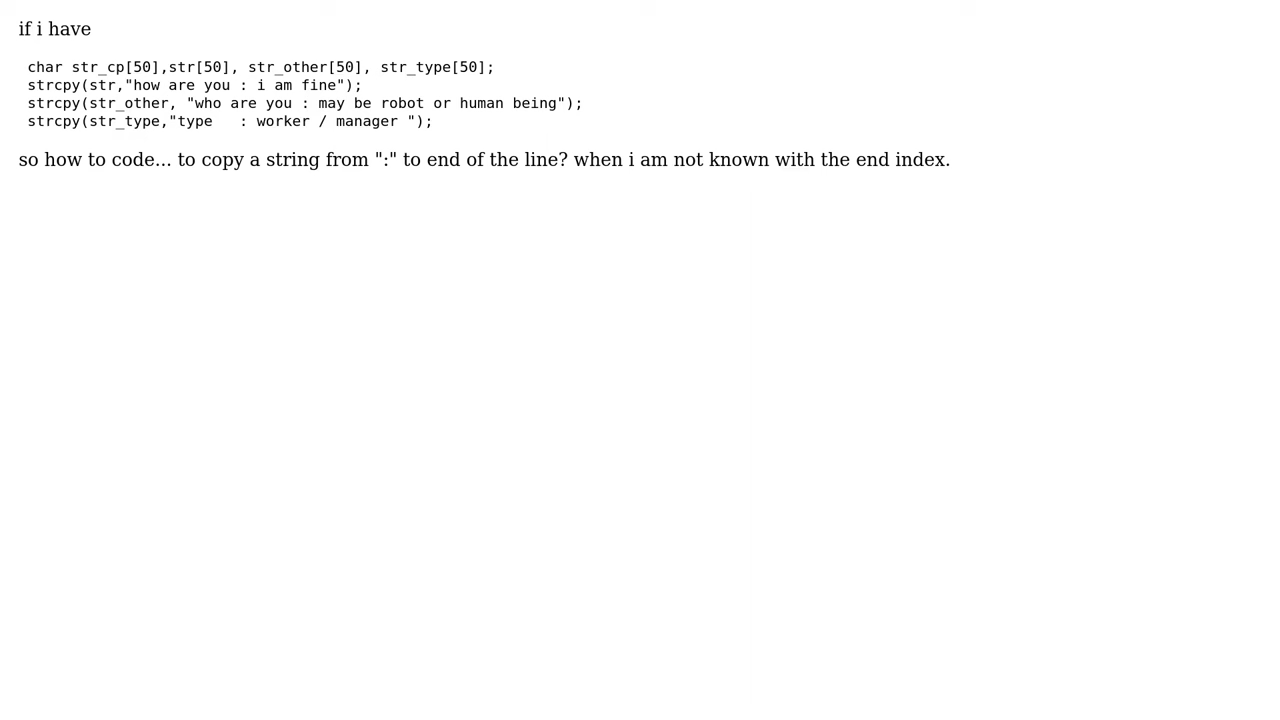 if i have
char str_cp[50],str[50], str_other[50], str_type[50];
strcpy(str,"how are you : i am fine");
strcpy(str_other, "who are you : may be robot or human being");
strcpy(str_type,"type   : worker / manager ");
so how to code... to copy a string from ":" to end of the line? when i am not known with the end index.